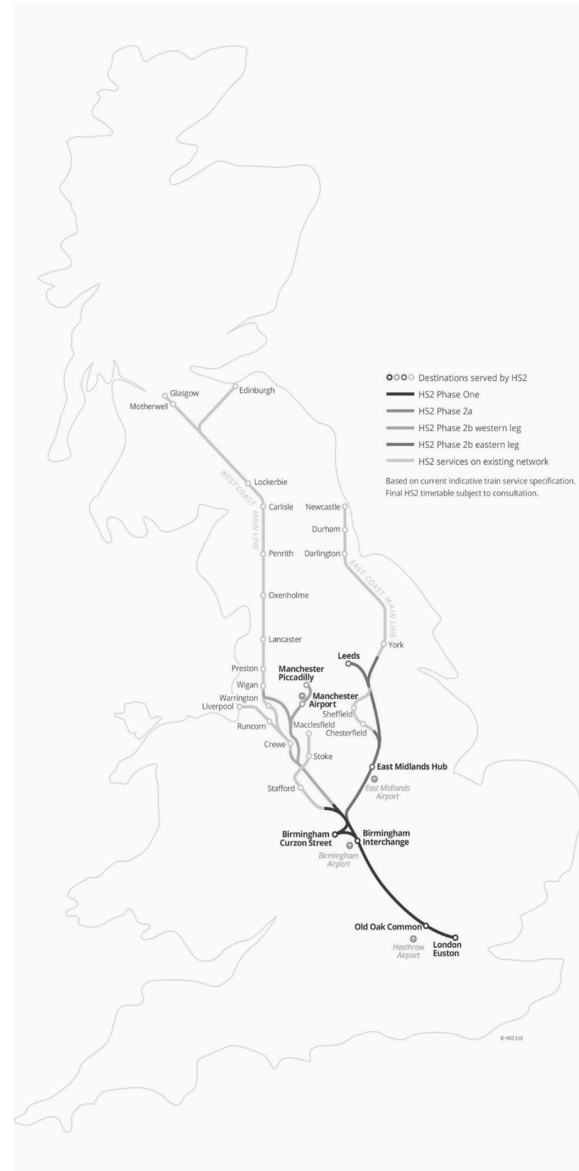 Destinations served by HS2
HS2 Phase One
HS2 Phase 2a
HS2 Phase 2b western leg
HS2 Phase 2b eastern leg
HS2 services on existing network
Based on current indicative train service specification.
Final HS2 timetable subject to consultation.
Glasgow
Edinburgh
Motherwell
Lockerbie
WEST COAST MAIN LINE
Carlisle
Newcastle
Durham
Penrith
Darlington
EAST COAST MAIN LINE
Oxenholme
Lancaster
York
Leeds
Preston
Manchester
Piccadilly
Wigan
Manchester
Airport
Warrington
Liverpool
Sheffield
Runcorn
Macclesfield
Chesterfield
Crewe
Stoke
East Midlands Hub
Stafford
East Midlands
Airport
Birmingham
Curzon Street
Birmingham
Interchange
Birmingham
Airport
Old Oak Common
London
Euston
Heathrow
Airport
© HS2 Ltd